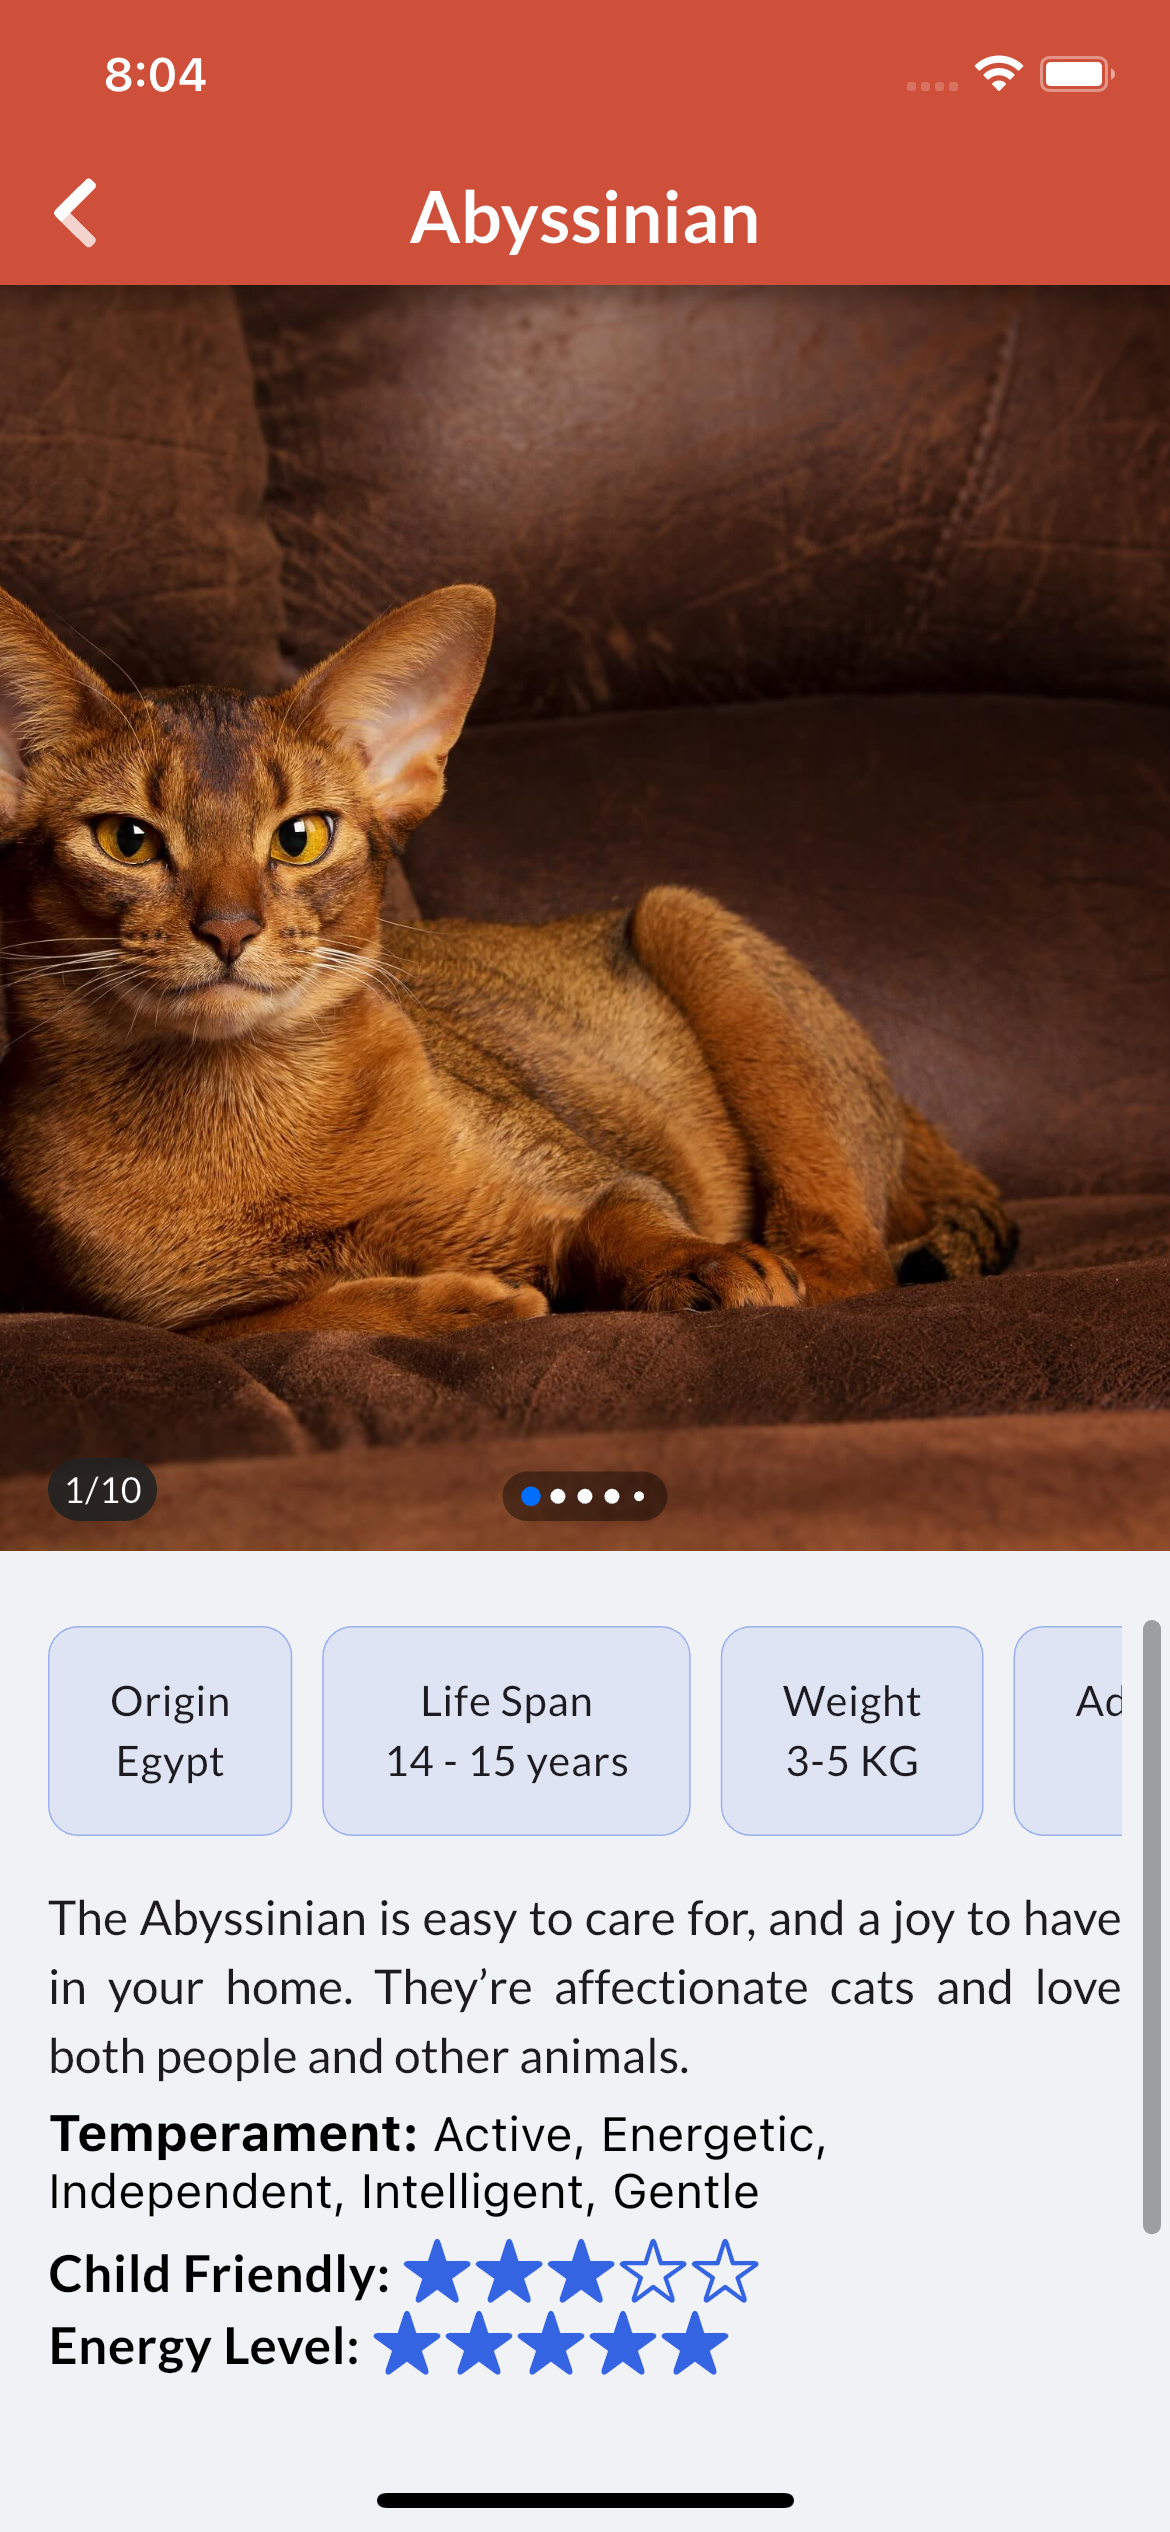 8:04
Abyssinian
1/10
Origin
Egypt
Life Span
14 - 15 years
Weight
3-5 KG
The Abyssinian is easy to care for, and a joy to have
in your home. They’re affectionate cats and love
both people and other animals.
Temperament: Active, Energetic,
Independent, Intelligent, Gentle
Child Friendly:
Energy Level: